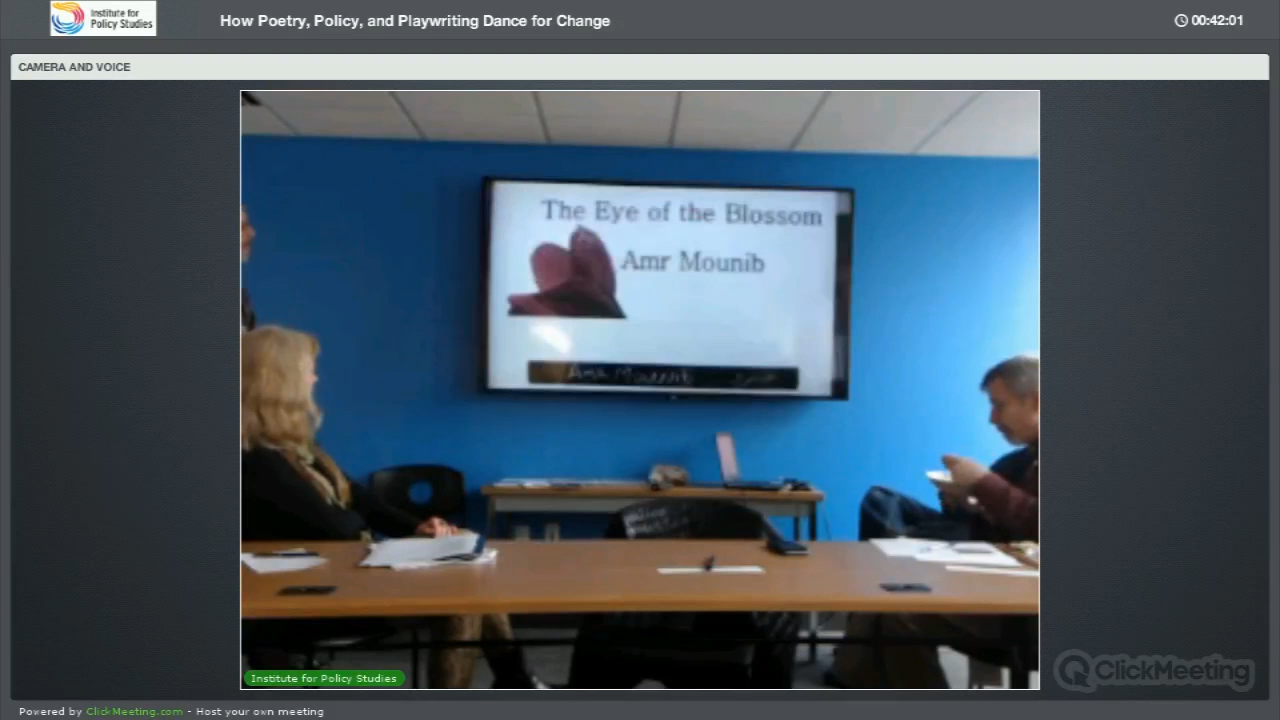 Institute for
Policy Studies
How Poetry, Policy, and Playwriting Dance for Change
00:42:01
CAMERA AND VOICE
The Eye of the Blossom
Amr Mounib
Institute for Policy Studies
ClickMeeting
Powered by ClickMeeting.com - Host your own meeting